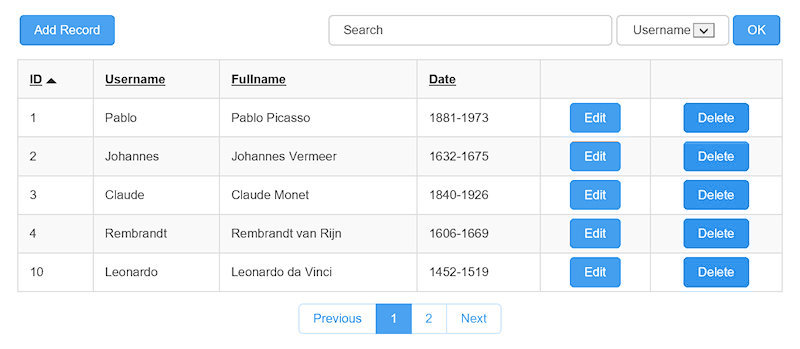 Add Record Search Username OK
ID Username Fullname Date
1 Pablo Pablo Picasso 1881-1973 Edit Delete
2 Johannes Johannes Vermeer 1632-1675 Edit Delete
3 Claude Claude Monet 1840-1926 Edit Delete
4 Rembrandt Rembrandt van Rijn 1606-1669 Edit Delete
10 Leonardo Leonardo da Vinci 1452-1519 Edit Delete
Previous 1 2 Next